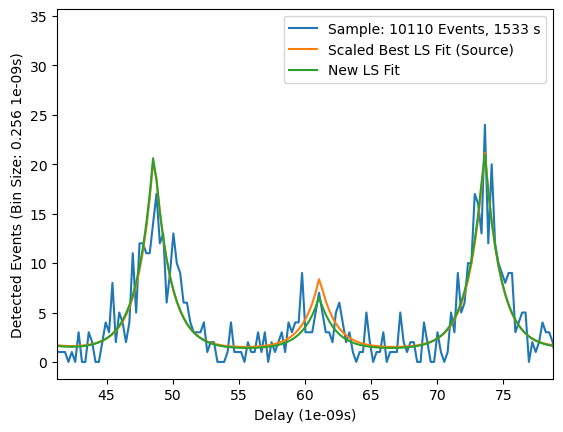 Sample: 10110 Events, 1533 s
Scaled Best LS Fit (Source)
New LS Fit
Detected Events (Bin Size: 0.256 1e-09s)
35
30
25
20
15
10
5
0
45 50 55 60 65 70 75
Delay (1e-09s)